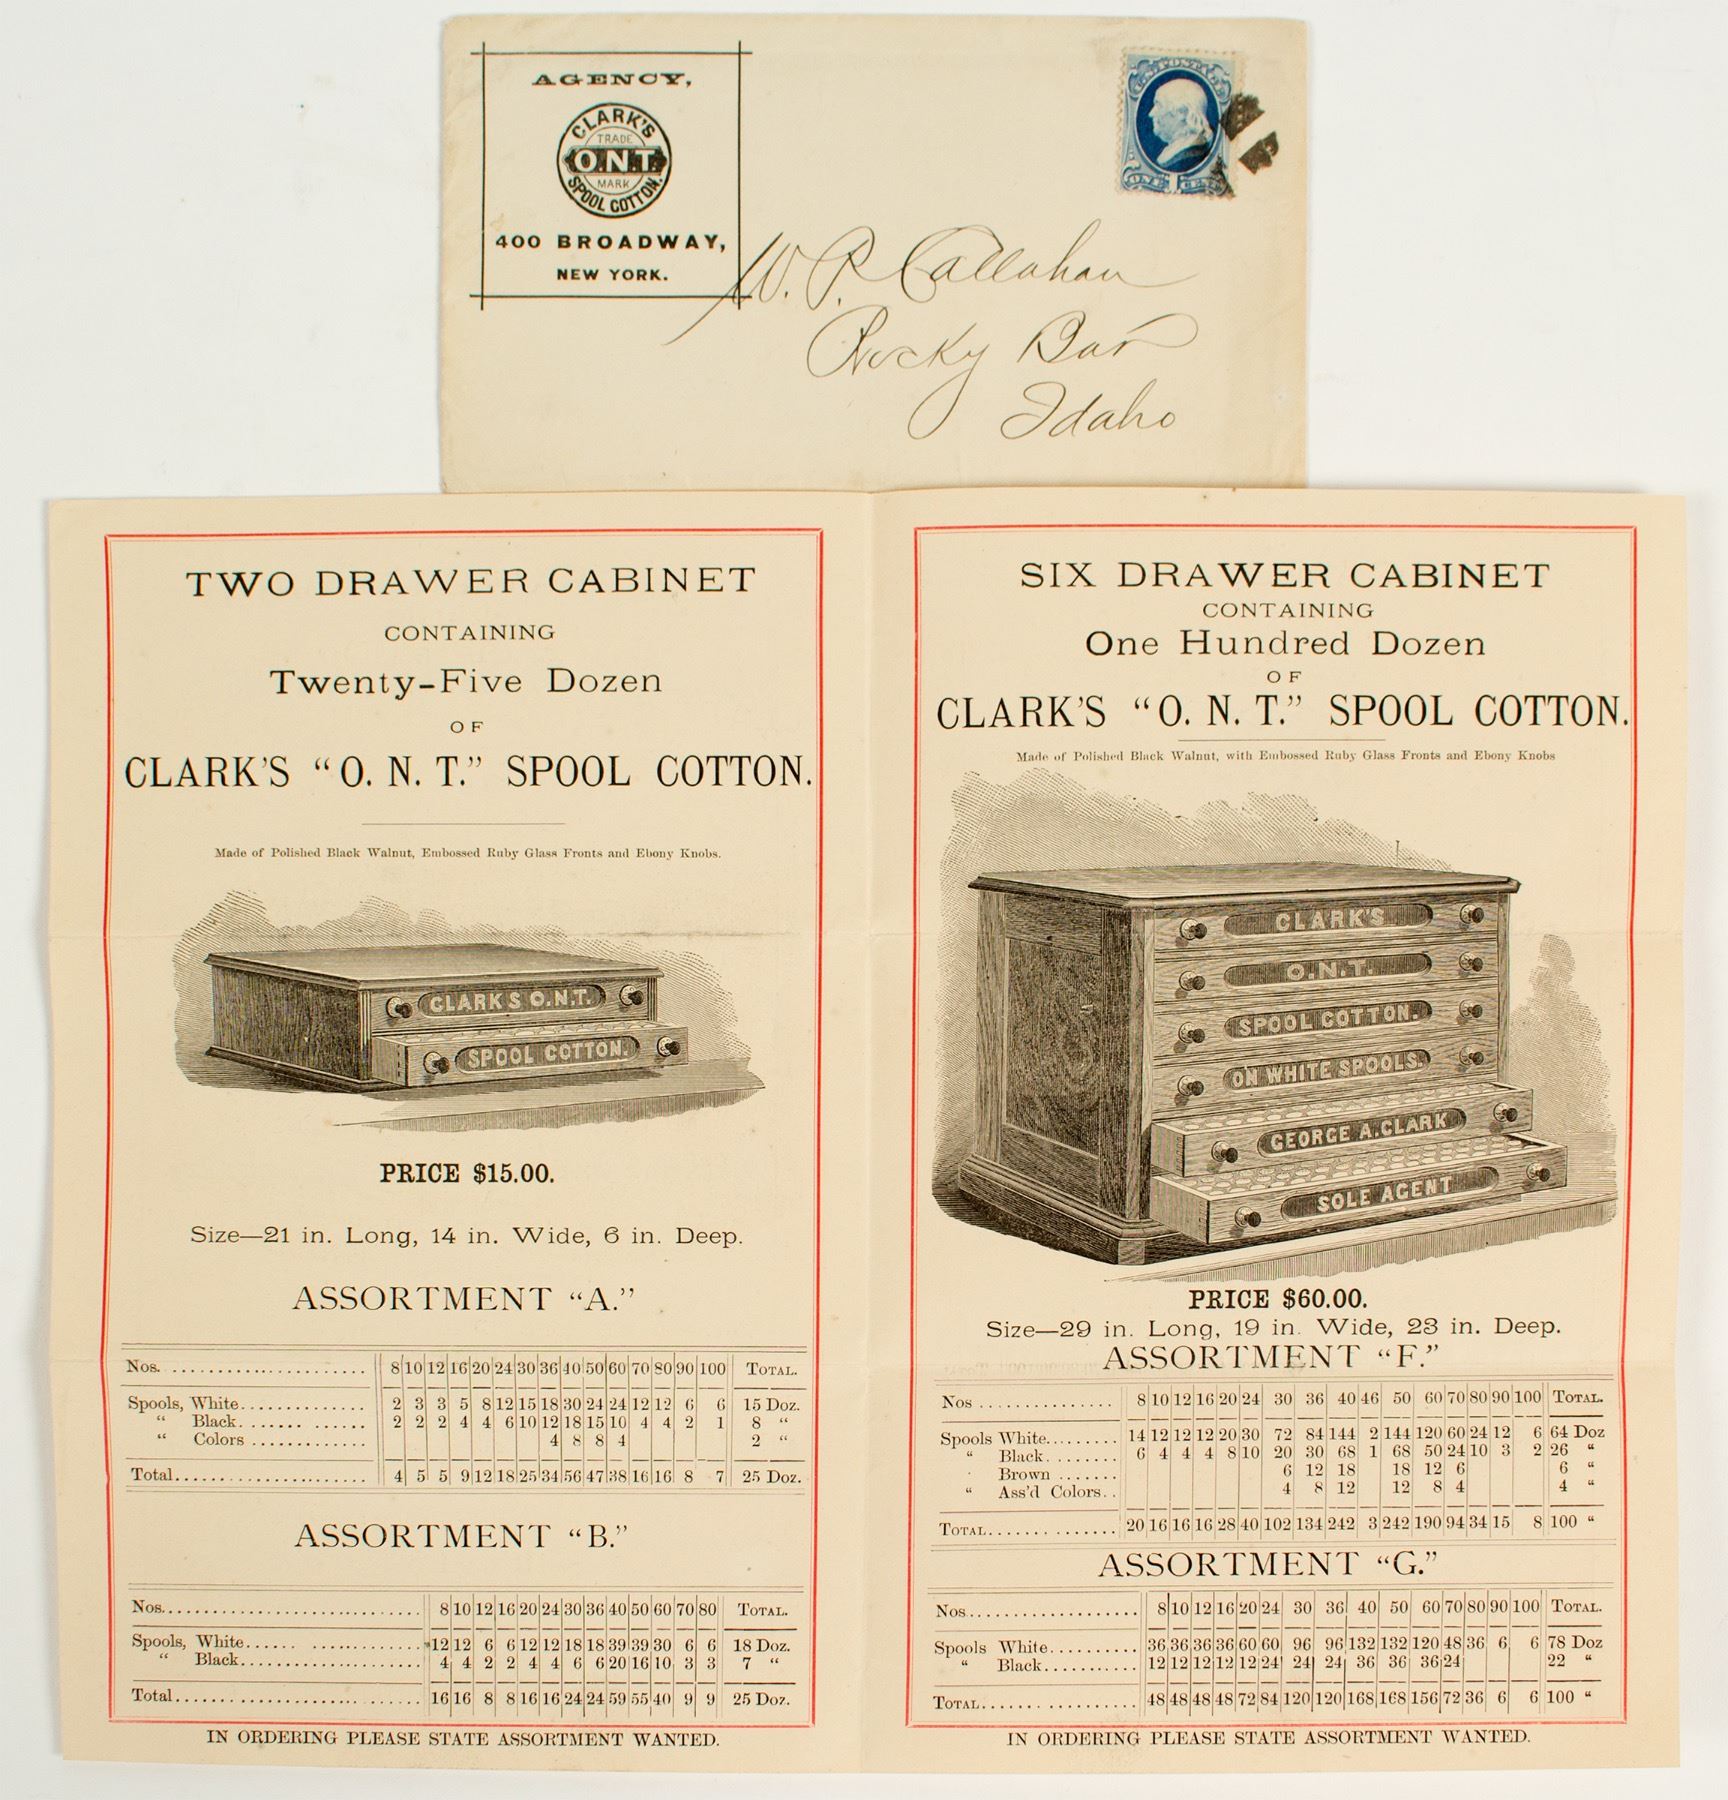 AGENCY,
CLARK'S
TRADE
O.N.T.
MARK
SPOOL COTTON.
400 BROADWAY,
NEW YORK.
U.S. POSTAGE
ONE 1 CENT
W. P. Callahan
Rocky Bar
Idaho
TWO DRAWER CABINET
CONTAINING
Twenty-Five Dozen
OF
CLARK'S “O. N. T.” SPOOL COTTON.
Made of Polished Black Walnut, Embossed Ruby Glass Fronts and Ebony Knobs.
CLARKS O.N.T.
SPOOL COTTON.
PRICE $15.00.
Size—21 in. Long, 14 in. Wide, 6 in. Deep.
ASSORTMENT “A.”
Nos. 8 10 12 16 20 24 30 36 40 50 60 70 80 90 100 TOTAL.
Spools, White 2 3 3 5 8 12 15 18 30 24 24 12 12 6 6 15 Doz.
“ Black 2 2 2 4 4 6 10 12 18 15 10 4 4 2 1 8 “
“ Colors 4 8 8 4 2 “
Total 4 5 5 9 12 18 25 34 56 47 38 16 16 8 7 25 Doz.
ASSORTMENT “B.”
Nos. 8 10 12 16 20 24 30 36 40 50 60 70 80 TOTAL.
Spools, White 12 12 6 6 12 12 18 18 39 39 30 6 6 18 Doz.
“ Black 4 4 2 2 4 4 6 6 20 16 10 3 3 7 “
Total 16 16 8 8 16 16 24 24 59 55 40 9 9 25 Doz.
IN ORDERING PLEASE STATE ASSORTMENT WANTED.
SIX DRAWER CABINET
CONTAINING
One Hundred Dozen
OF
CLARK'S “O. N. T.” SPOOL COTTON.
Made of Polished Black Walnut, with Embossed Ruby Glass Fronts and Ebony Knobs
CLARK'S
O.N.T.
SPOOL COTTON.
ON WHITE SPOOLS.
GEORGE A. CLARK
SOLE AGENT
PRICE $60.00.
Size—29 in. Long, 19 in. Wide, 23 in. Deep.
ASSORTMENT “F.”
Nos 8 10 12 16 20 24 30 36 40 46 50 60 70 80 90 100 TOTAL.
Spools White 14 12 12 12 20 30 72 84 144 2 144 120 60 24 12 6 64 Doz
“ Black 6 4 4 4 8 10 20 30 68 1 68 50 24 10 3 2 26 “
Brown 6 12 18 18 12 6 6 “
“ Ass'd Colors 4 8 12 12 8 4 4 “
TOTAL 20 16 16 16 28 40 102 134 242 3 242 190 94 34 15 8 100 “
ASSORTMENT “G.”
Nos. 8 10 12 16 20 24 30 36 40 50 60 70 80 90 100 TOTAL.
Spools White 36 36 36 36 60 60 96 96 132 132 120 48 36 6 6 78 Doz
“ Black 12 12 12 12 12 24 24 24 36 36 36 24 22 “
TOTAL 48 48 48 48 72 84 120 120 168 168 156 72 36 6 6 100 “
IN ORDERING PLEASE STATE ASSORTMENT WANTED.